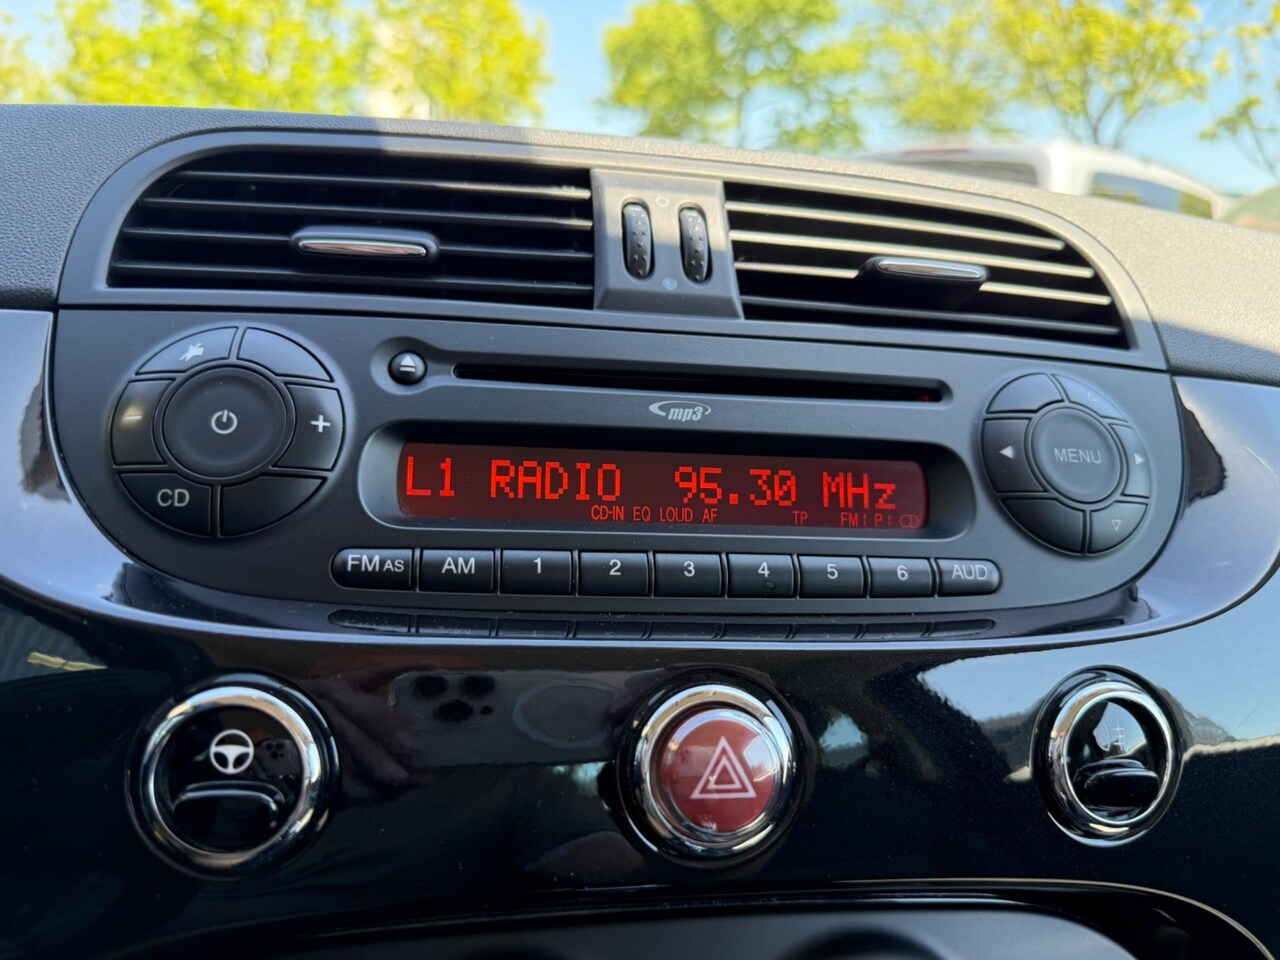 mp3
MENU
L1 RADIO 95.30 MHz
CD-IN EQ LOUD AF TP FM
CD
FM AS AM 1 2 3 4 5 6 AUD